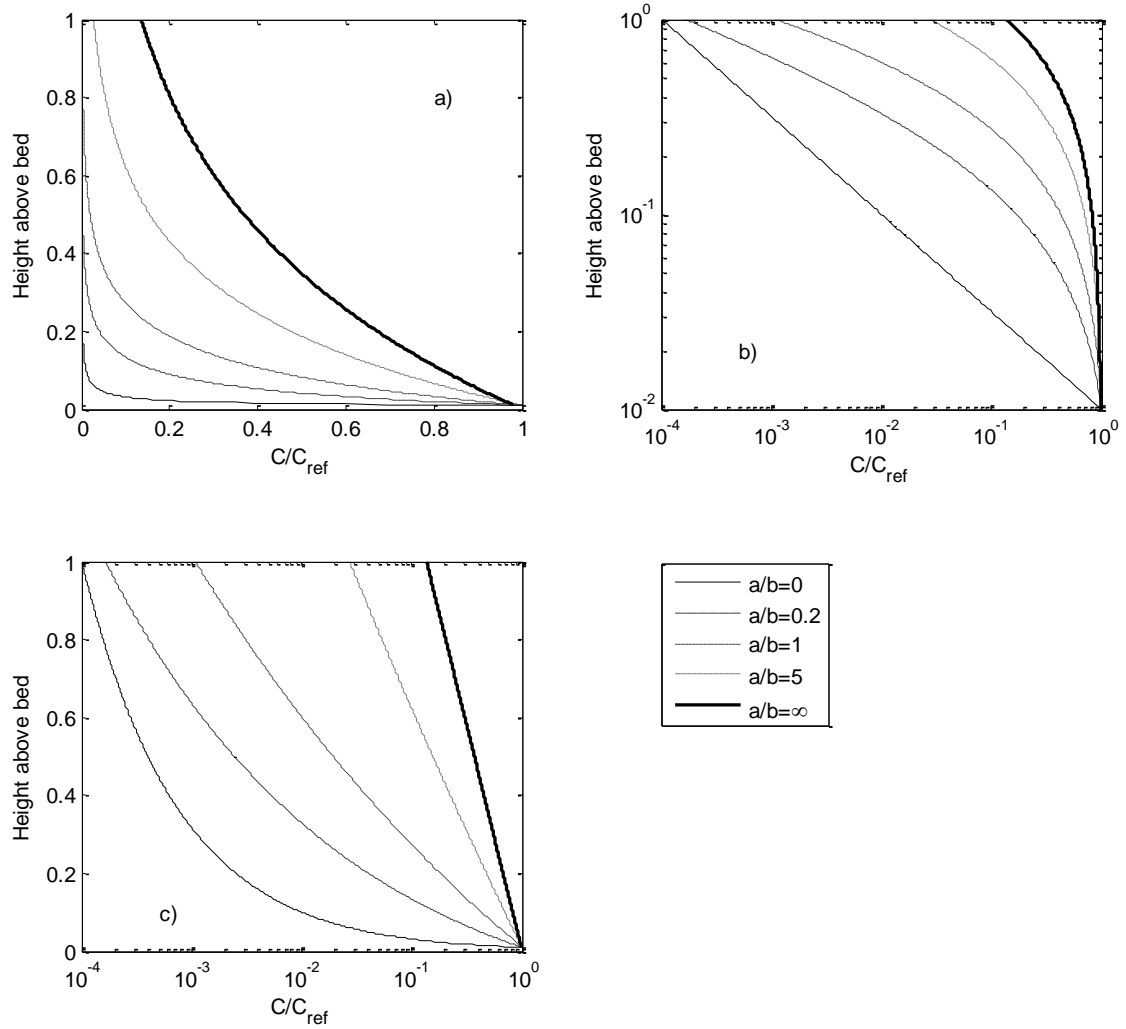 1
0.8
0.6
0.4
0.2
0
0 0.2 0.4 0.6 0.8 1
Height above bed
C/Cref
a)
10^0
10^-1
10^-2
10^-4 10^-3 10^-2 10^-1 10^0
Height above bed
C/Cref
b)
1
0.8
0.6
0.4
0.2
0
10^-4 10^-3 10^-2 10^-1 10^0
Height above bed
C/Cref
c)
a/b=0
a/b=0.2
a/b=1
a/b=5
a/b=∞